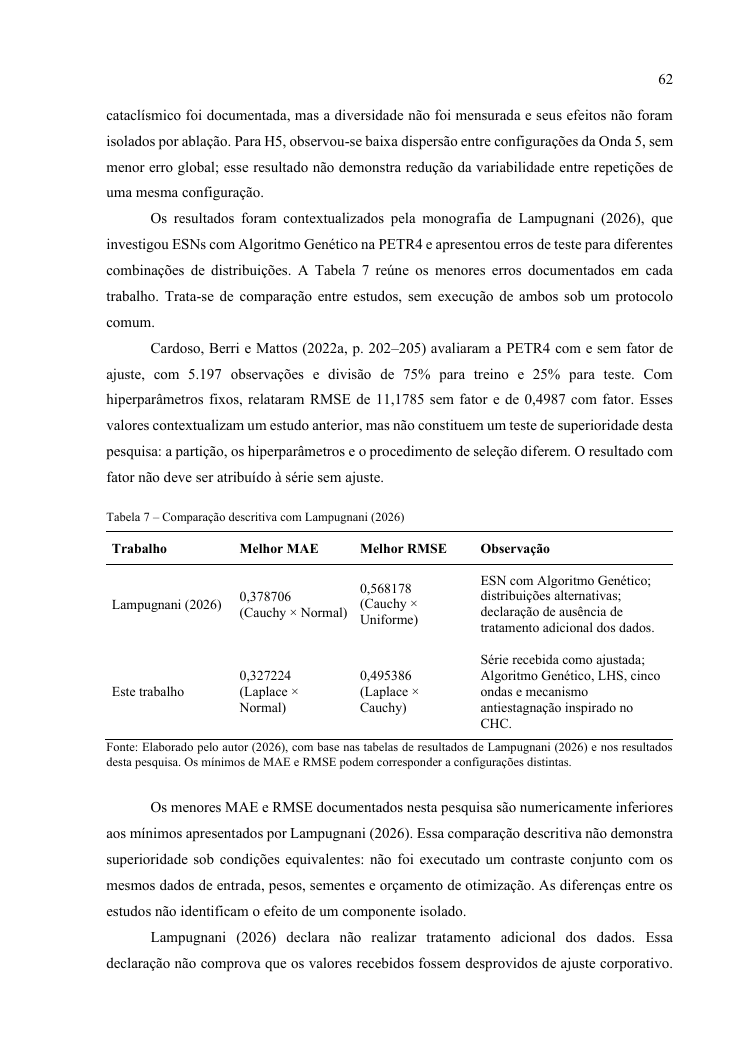 62
cataclísmico foi documentada, mas a diversidade não foi mensurada e seus efeitos não foram
isolados por ablação. Para H5, observou-se baixa dispersão entre configurações da Onda 5, sem
menor erro global; esse resultado não demonstra redução da variabilidade entre repetições de
uma mesma configuração.
Os resultados foram contextualizados pela monografia de Lampugnani (2026), que
investigou ESNs com Algoritmo Genético na PETR4 e apresentou erros de teste para diferentes
combinações de distribuições. A Tabela 7 reúne os menores erros documentados em cada
trabalho. Trata-se de comparação entre estudos, sem execução de ambos sob um protocolo
comum.
Cardoso, Berri e Mattos (2022a, p. 202–205) avaliaram a PETR4 com e sem fator de
ajuste, com 5.197 observações e divisão de 75% para treino e 25% para teste. Com
hiperparâmetros fixos, relataram RMSE de 11,1785 sem fator e de 0,4987 com fator. Esses
valores contextualizam um estudo anterior, mas não constituem um teste de superioridade desta
pesquisa: a partição, os hiperparâmetros e o procedimento de seleção diferem. O resultado com
fator não deve ser atribuído à série sem ajuste.
Tabela 7 – Comparação descritiva com Lampugnani (2026)
Trabalho Melhor MAE Melhor RMSE Observação
Lampugnani (2026)
0,378706
(Cauchy × Normal)
0,568178
(Cauchy ×
Uniforme)
ESN com Algoritmo Genético;
distribuições alternativas;
declaração de ausência de
tratamento adicional dos dados.
Este trabalho
0,327224
(Laplace ×
Normal)
0,495386
(Laplace ×
Cauchy)
Série recebida como ajustada;
Algoritmo Genético, LHS, cinco
ondas e mecanismo
antiestagnação inspirado no
CHC.
Fonte: Elaborado pelo autor (2026), com base nas tabelas de resultados de Lampugnani (2026) e nos resultados
desta pesquisa. Os mínimos de MAE e RMSE podem corresponder a configurações distintas.
Os menores MAE e RMSE documentados nesta pesquisa são numericamente inferiores
aos mínimos apresentados por Lampugnani (2026). Essa comparação descritiva não demonstra
superioridade sob condições equivalentes: não foi executado um contraste conjunto com os
mesmos dados de entrada, pesos, sementes e orçamento de otimização. As diferenças entre os
estudos não identificam o efeito de um componente isolado.
Lampugnani (2026) declara não realizar tratamento adicional dos dados. Essa
declaração não comprova que os valores recebidos fossem desprovidos de ajuste corporativo.